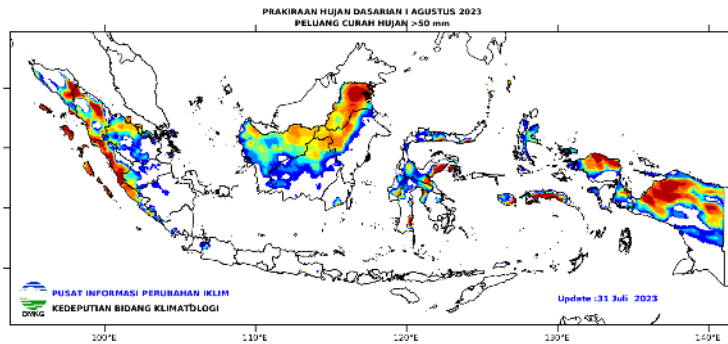 PRAKIRAAN HUJAN DASARIAN I AGUSTUS 2023
PELUANG CURAH HUJAN >50 mm
PUSAT INFORMASI PERUBAHAN IKLIM
KEDEPUTIAN BIDANG KLIMATOLOGI
BMKG
Update :31 Juli 2023
100°E 110°E 120°E 130°E 140°E